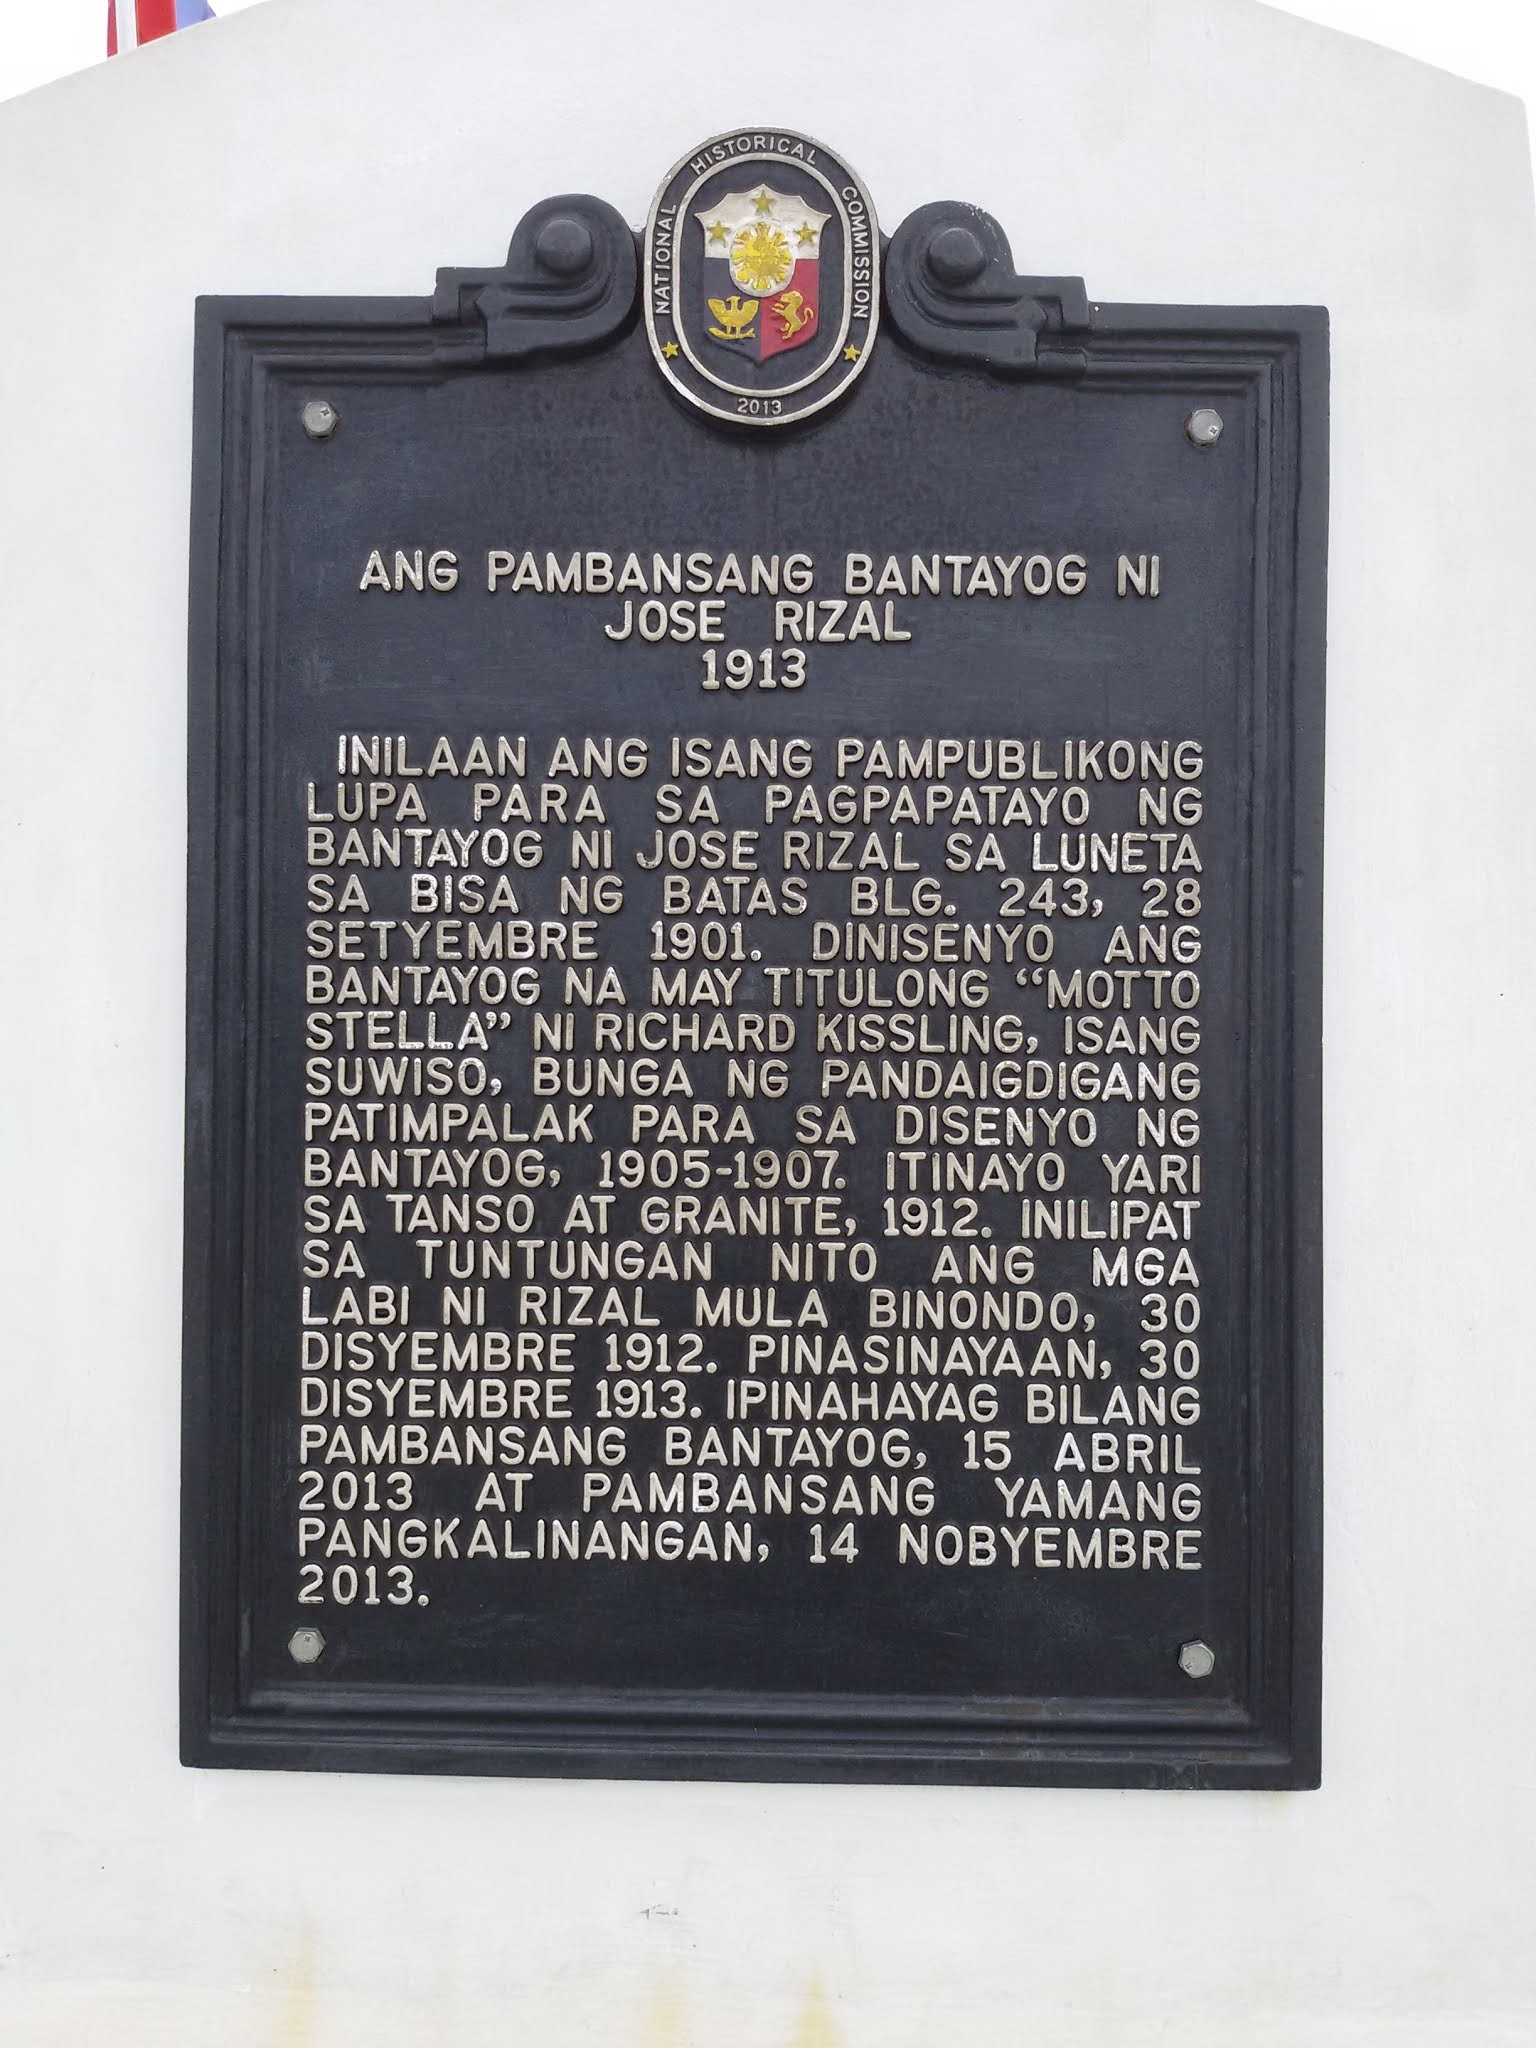 NATIONAL HISTORICAL COMMISSION
2013
ANG PAMBANSANG BANTAYOG NI
JOSE RIZAL
1913
INILAAN ANG ISANG PAMPUBLIKONG
LUPA PARA SA PAGPAPATAYO NG
BANTAYOG NI JOSE RIZAL SA LUNETA
SA BISA NG BATAS BLG. 243, 28
SETYEMBRE 1901. DINISENYO ANG
BANTAYOG NA MAY TITULONG “MOTTO
STELLA” NI RICHARD KISSLING, ISANG
SUWISO, BUNGA NG PANDAIGDIGANG
PATIMPALAK PARA SA DISENYO NG
BANTAYOG, 1905-1907. ITINAYO YARI
SA TANSO AT GRANITE, 1912. INILIPAT
SA TUNTUNGAN NITO ANG MGA
LABI NI RIZAL MULA BINONDO, 30
DISYEMBRE 1912. PINASINAYAAN, 30
DISYEMBRE 1913. IPINAHAYAG BILANG
PAMBANSANG BANTAYOG, 15 ABRIL
2013 AT PAMBANSANG YAMANG
PANGKALINANGAN, 14 NOBYEMBRE
2013.